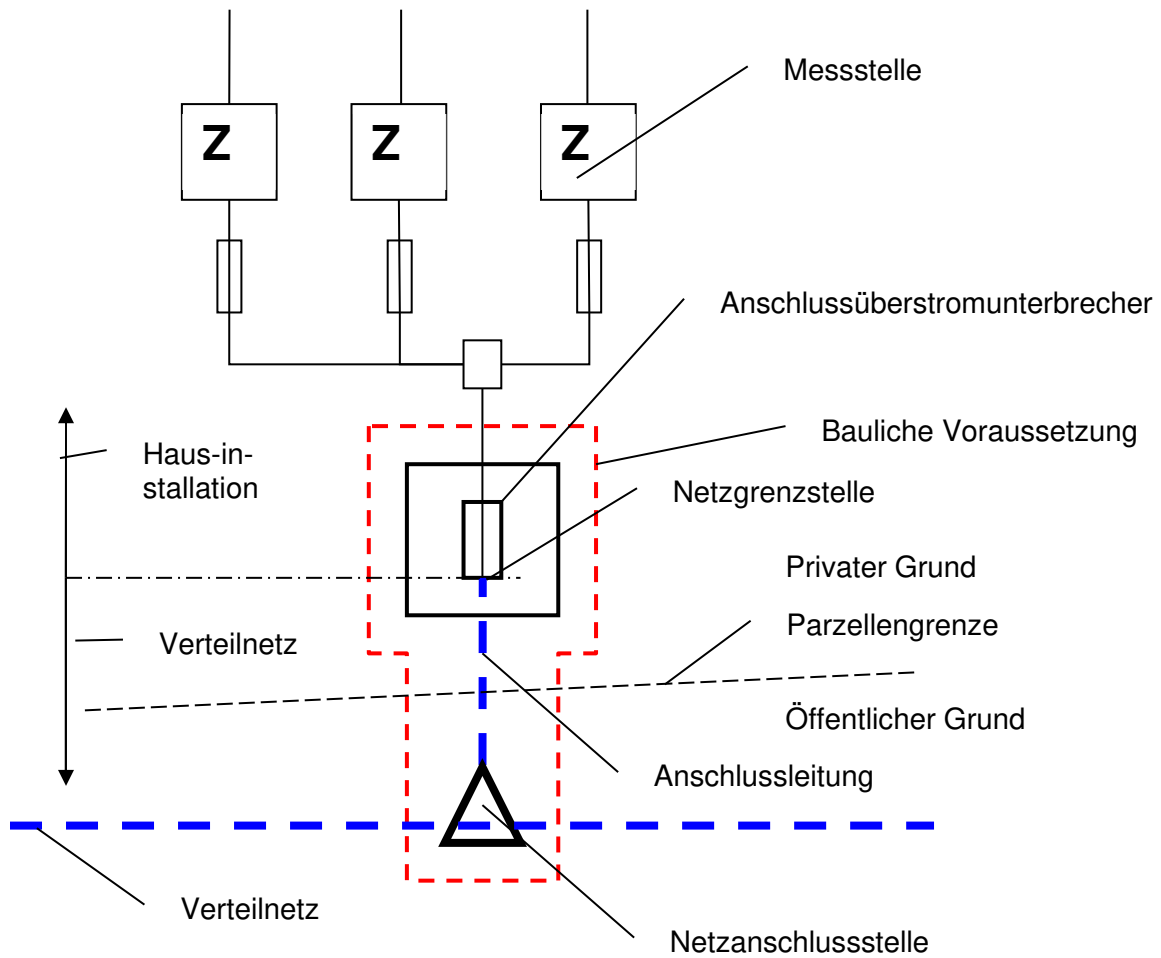 Messstelle
Z Z Z
Anschlussüberstromunterbrecher
Bauliche Voraussetzung
Haus-in-
stallation
Netzgrenzstelle
Privater Grund
Parzellengrenze
Verteilnetz
Öffentlicher Grund
Anschlussleitung
Verteilnetz
Netzanschlussstelle